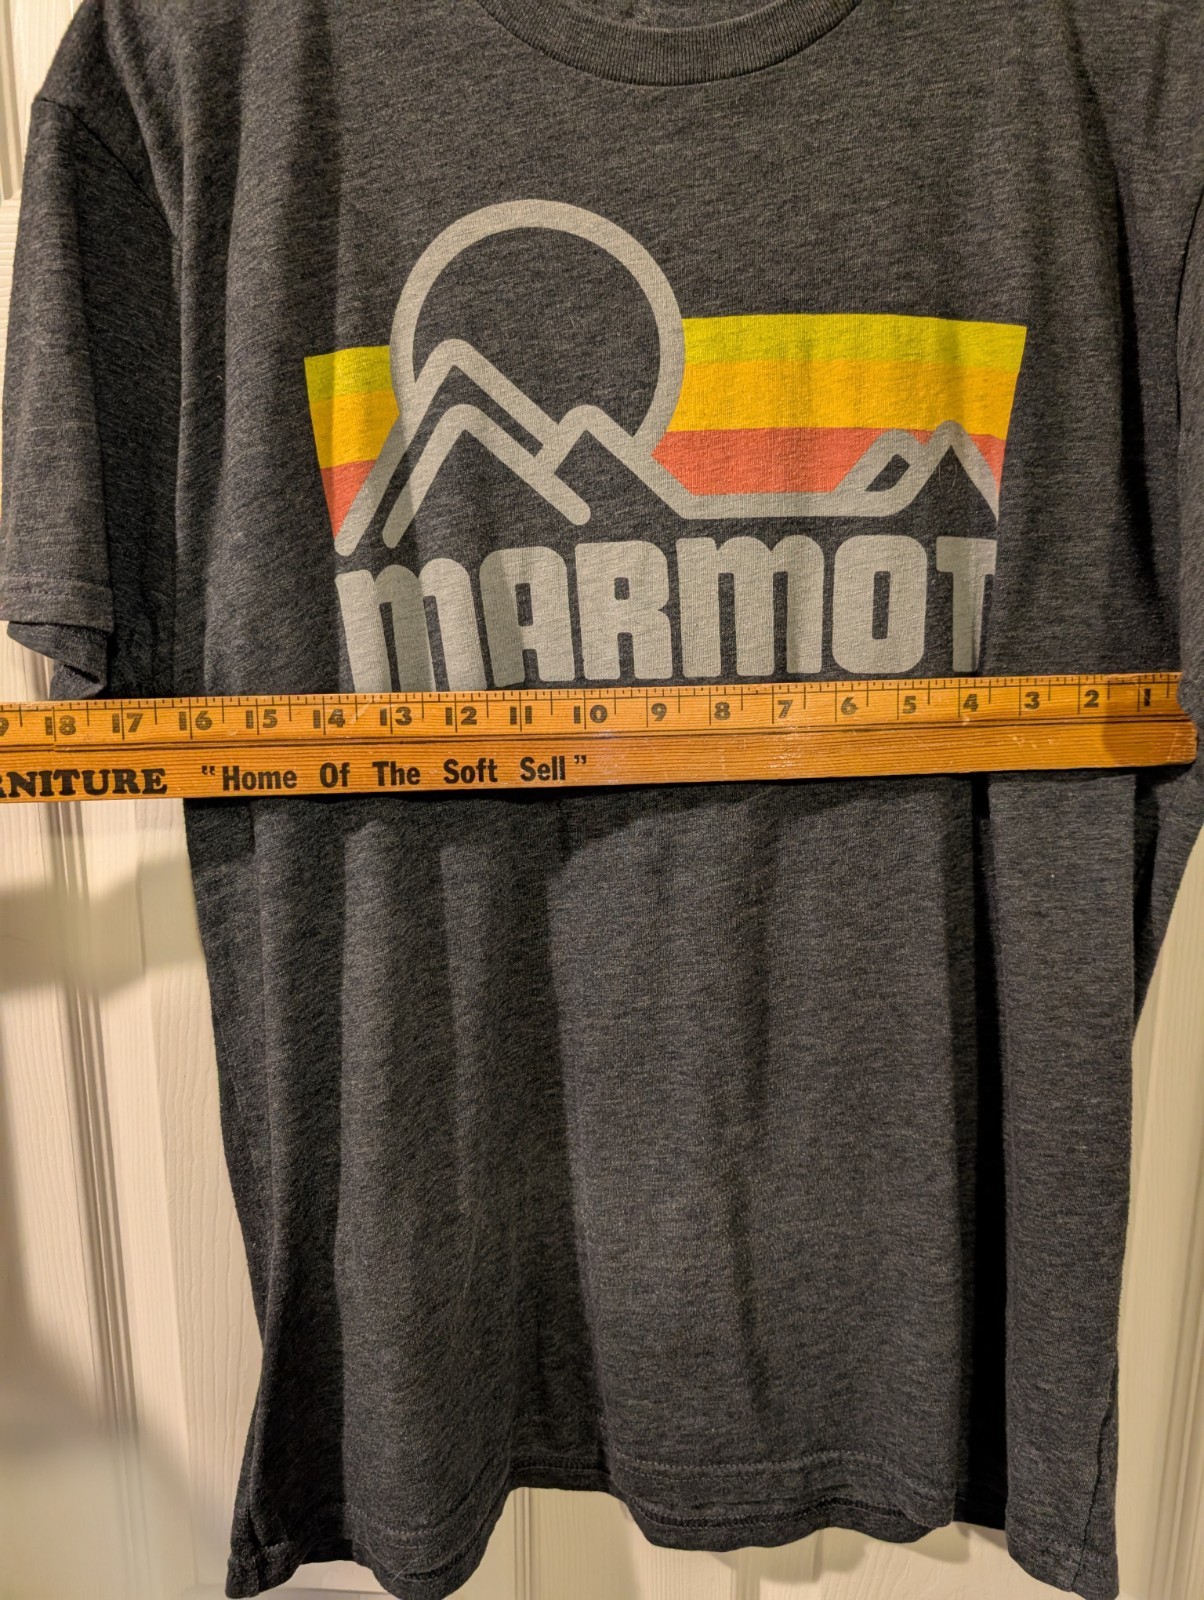 MARMOT
9 18 17 16 15 14 13 12 11 10 9 8 7 6 5 4 3 2 1
RNITURE "Home Of The Soft Sell"